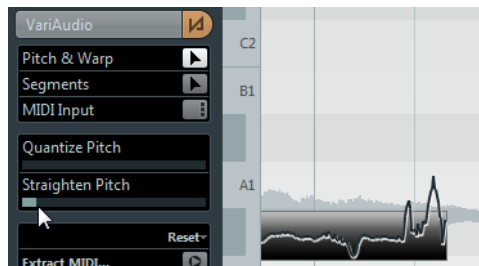 VariAudio
Pitch & Warp
Segments
MIDI Input
Quantize Pitch
Straighten Pitch
Reset
Extract MIDI...
C2
B1
A1